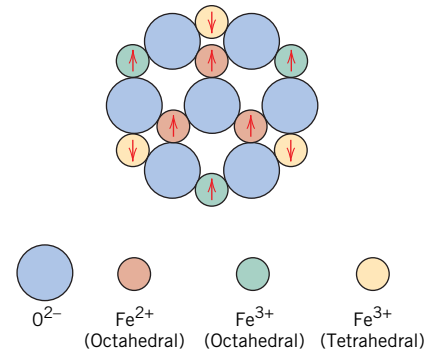 O²⁻ Fe²⁺ Fe³⁺ Fe³⁺
(Octahedral) (Octahedral) (Tetrahedral)